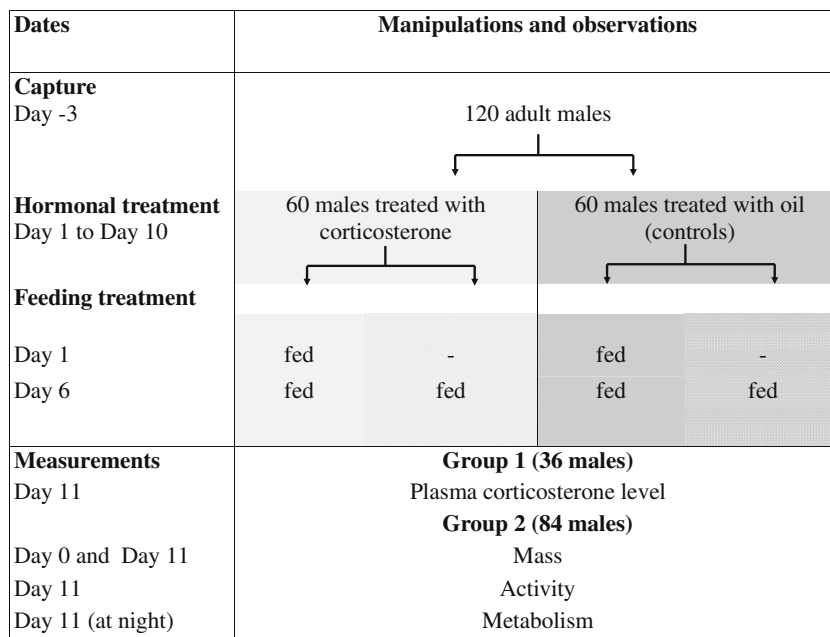 Dates Manipulations and observations
Capture
Day -3 120 adult males
Hormonal treatment 60 males treated with 60 males treated with oil
Day 1 to Day 10 corticosterone (controls)
Feeding treatment
Day 1 fed - fed -
Day 6 fed fed fed fed
Measurements Group 1 (36 males)
Day 11 Plasma corticosterone level
Group 2 (84 males)
Day 0 and Day 11 Mass
Day 11 Activity
Day 11 (at night) Metabolism